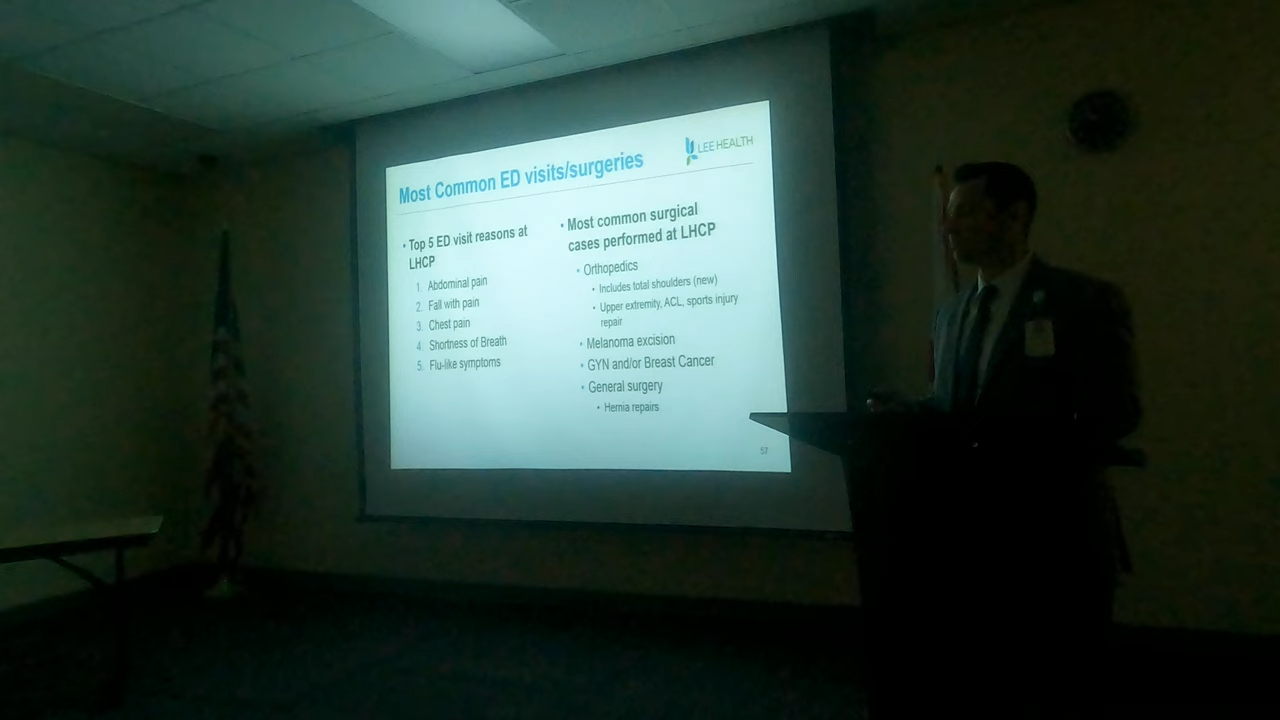 LEE HEALTH
Most Common ED visits/surgeries
• Top 5 ED visit reasons at
LHCP
1. Abdominal pain
2. Fall with pain
3. Chest pain
4. Shortness of Breath
5. Flu-like symptoms
• Most common surgical
cases performed at LHCP
• Orthopedics
• Includes total shoulders (new)
• Upper extremity, ACL, sports injury
repair
• Melanoma excision
• GYN and/or Breast Cancer
• General surgery
• Hernia repairs
57